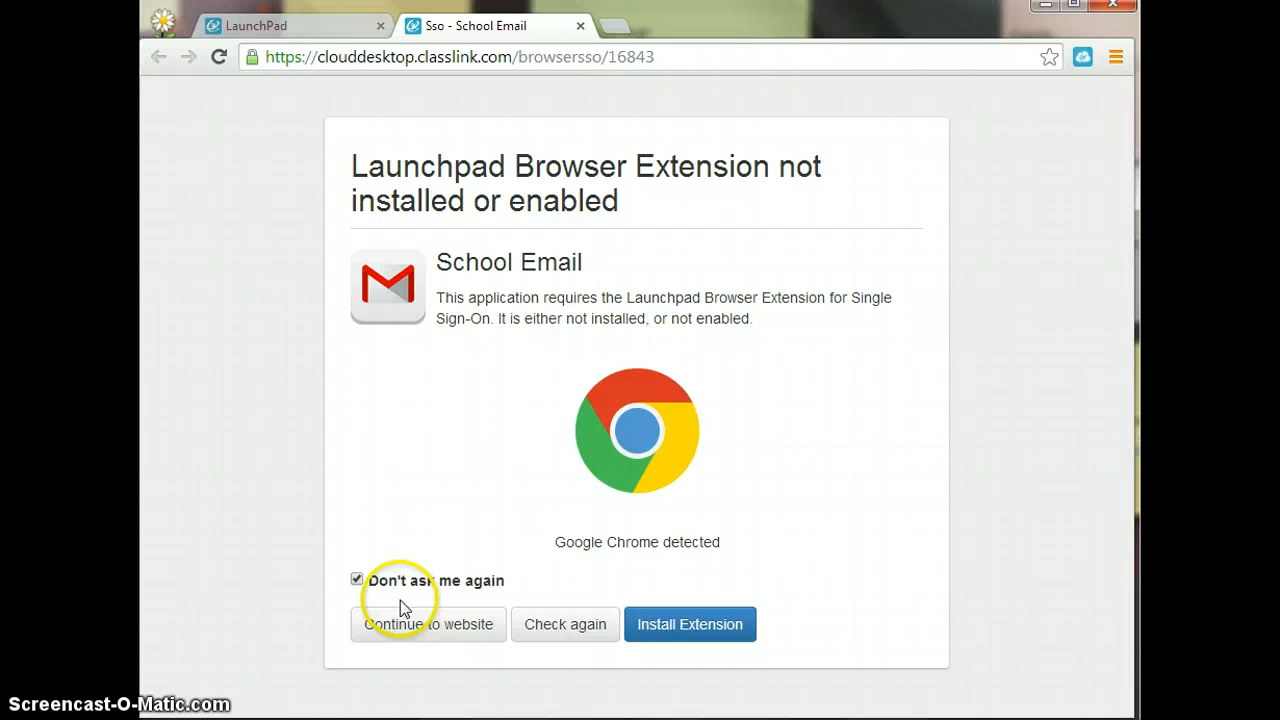 LaunchPad
Sso - School Email
https://clouddesktop.classlink.com/browsersso/16843
Launchpad Browser Extension not
installed or enabled
School Email
This application requires the Launchpad Browser Extension for Single
Sign-On. It is either not installed, or not enabled.
Google Chrome detected
Don't ask me again
Continue to website
Check again
Install Extension
Screencast-O-Matic.com